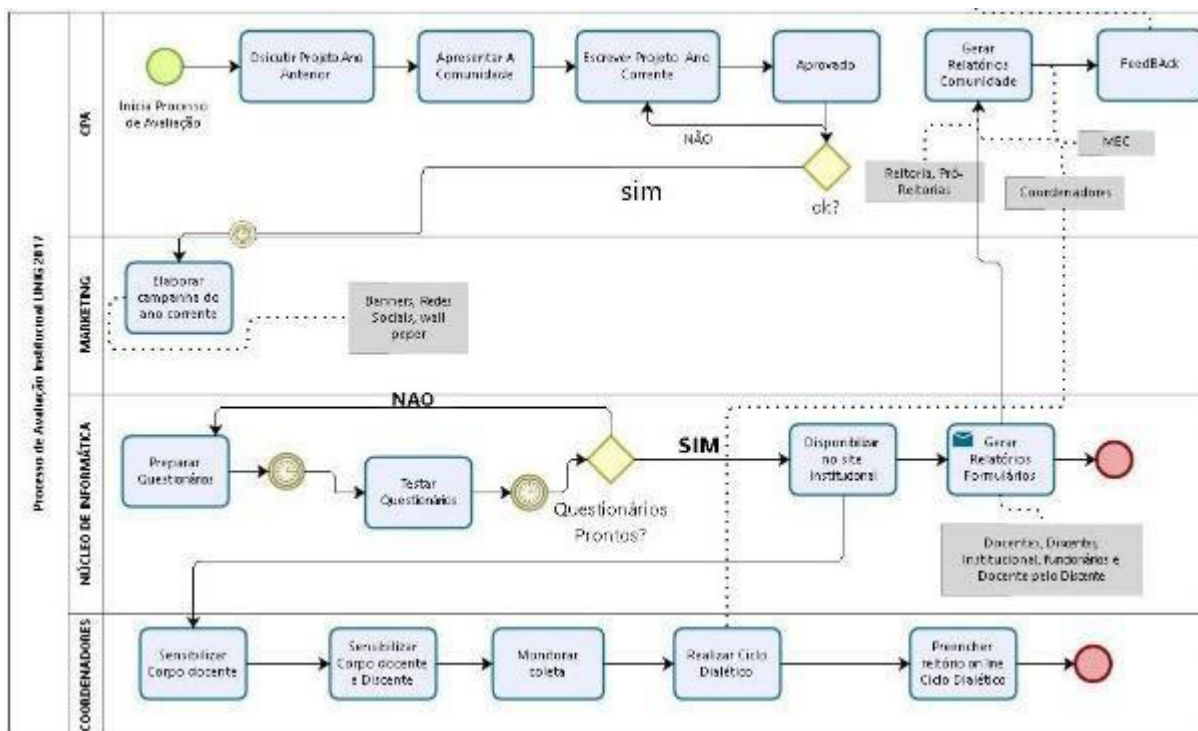 Processo de Avaliação Institucional UNIG 2017
CPA
Inicia Processo
de Avaliação
Dsicutir Projeto Ano
Anterior
Apresentar A
Comunidade
Escrever Projeto Ano
Corrente
Aprovado
NÃO
sim
ok?
Gerar
Relatórios
Comunidade
FeedBAck
MEC
Reitoria, Pró-
Reitorias
Coordenadores
MARKETING
Elaborar
campanha do
ano corrente
Banners, Redes
Sociais, wall
peper
NÚCLEO DE INFORMÁTICA
NAO
Preparar
Questionários
Testar
Questionários
Questionários
Prontos?
SIM
Disponibilizar
no site
institucional
Gerar
Relatórios
Formulários
Docentes, Discentes,
Institucional, funcionários e
Docente pelo Discente
COORDENADORES
Sensibilizar
Corpo docente
Sensibilizar
Corpo docente
e Discente
Monitorar
coleta
Realizar Ciclo
Dialético
Preencher
on line
Ciclo Dialético